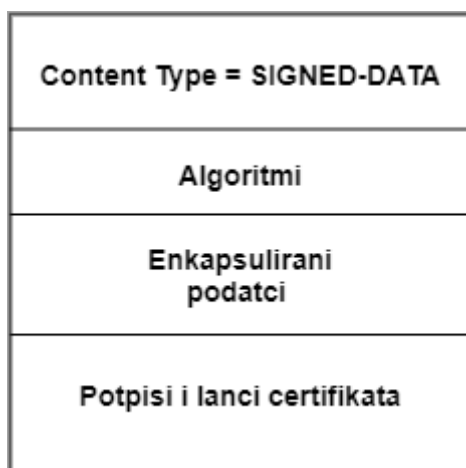 Content Type = SIGNED-DATA
Algoritmi
Enkapsulirani
podatci
Potpisi i lanci certifikata